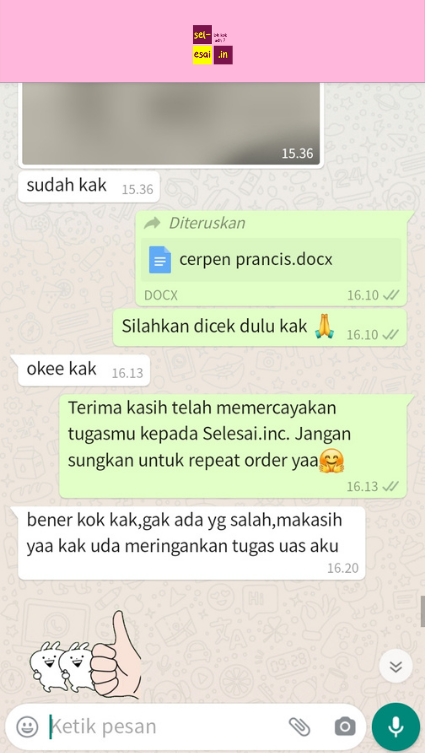 sel-
esai .in
15.36
sudah kak 15.36
Diteruskan
cerpen prancis.docx
DOCX 16.10
Silahkan dicek dulu kak 🙏 16.10
okee kak 16.13
Terima kasih telah memercayakan
tugasmu kepada Selesai.inc. Jangan
sungkan untuk repeat order yaa🤗
16.13
bener kok kak,gak ada yg salah,makasih
yaa kak uda meringankan tugas uas aku
16.20
Ketik pesan